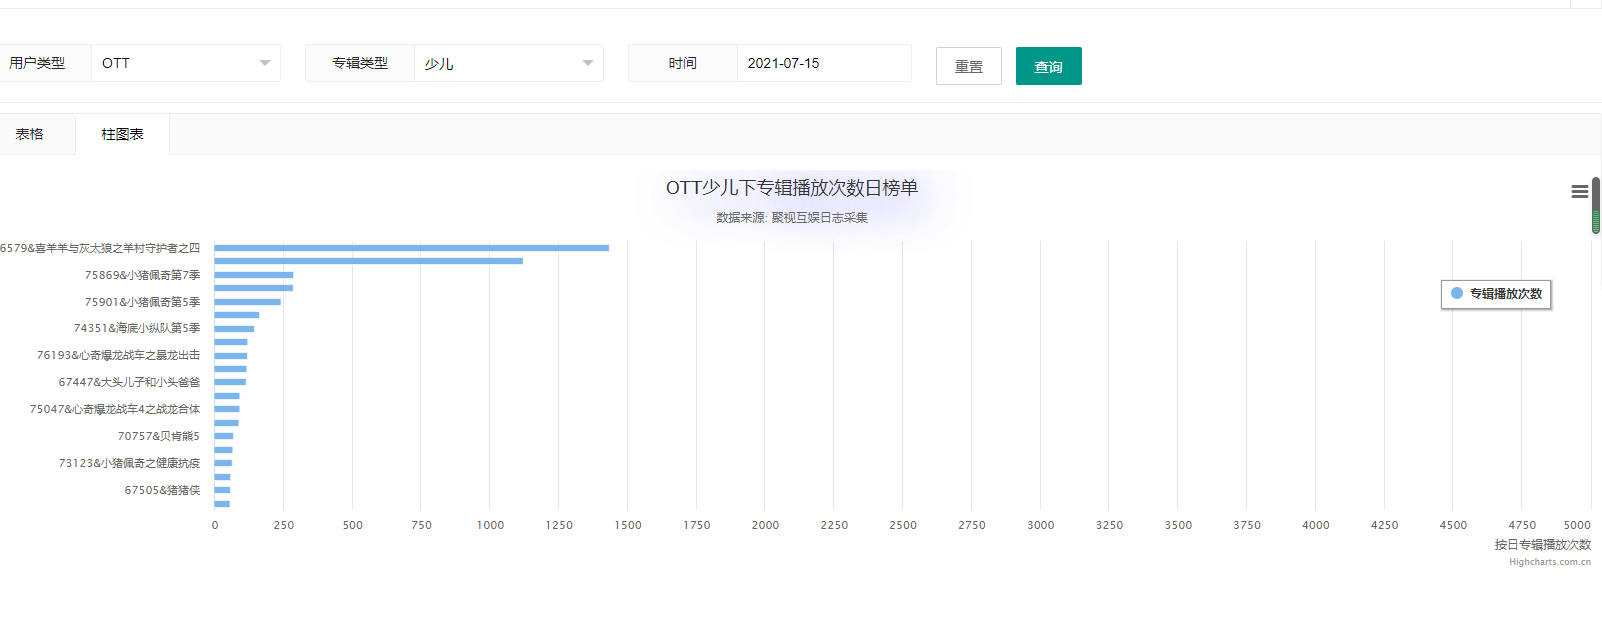 用户类型 OTT 专辑类型 少儿 时间 2021-07-15 重置 查询
表格 柱图表
OTT少儿下专辑播放次数日榜单
数据来源: 聚视互娱日志采集
6579&喜羊羊与灰太狼之羊村守护者之四
75869&小猪佩奇第7季
专辑播放次数
75901&小猪佩奇第5季
74351&海底小纵队第5季
76193&心奇爆龙战车之暴龙出击
67447&大头儿子和小头爸爸
75047&心奇爆龙战车4之战龙合体
70757&贝肯熊5
73123&小猪佩奇之健康抗疫
67505&猪猪侠
0 250 500 750 1000 1250 1500 1750 2000 2250 2500 2750 3000 3250 3500 3750 4000 4250 4500 4750 5000
按日专辑播放次数
Highcharts.com.cn